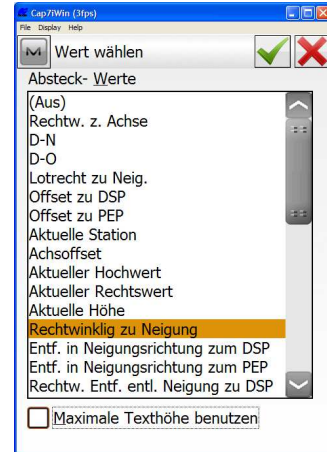 Cap7iWin (3fps)
File Display Help
M Wert wählen
Absteck- Werte
(Aus)
Rechtw. z. Achse
D-N
D-O
Lotrecht zu Neig.
Offset zu DSP
Offset zu PEP
Aktuelle Station
Achsoffset
Aktueller Hochwert
Aktueller Rechtswert
Aktuelle Höhe
Rechtwinklig zu Neigung
Entf. in Neigungsrichtung zum DSP
Entf. in Neigungsrichtung zum PEP
Rechtw. Entf. entl. Neigung zu DSP
Maximale Texthöhe benutzen